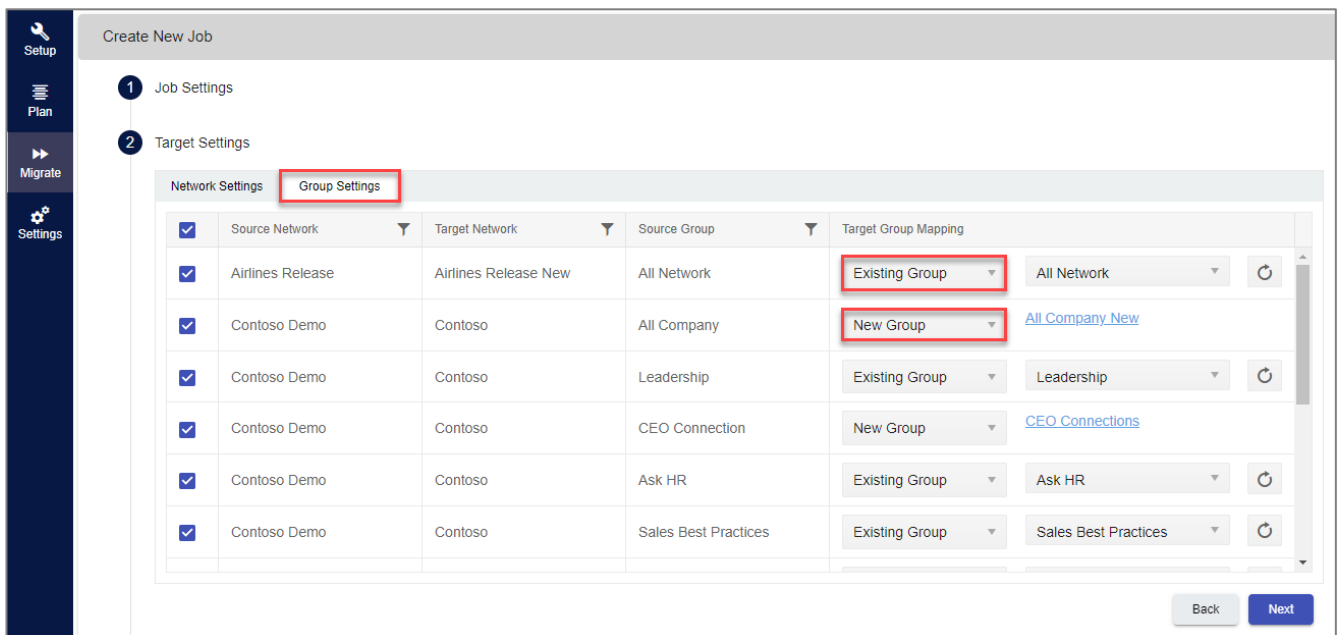 Setup
Plan
Migrate
Settings
Create New Job
1 Job Settings
2 Target Settings
Network Settings Group Settings
Source Network Target Network Source Group Target Group Mapping
Airlines Release Airlines Release New All Network Existing Group All Network
Contoso Demo Contoso All Company New Group All Company New
Contoso Demo Contoso Leadership Existing Group Leadership
Contoso Demo Contoso CEO Connection New Group CEO Connections
Contoso Demo Contoso Ask HR Existing Group Ask HR
Contoso Demo Contoso Sales Best Practices Existing Group Sales Best Practices
Back Next